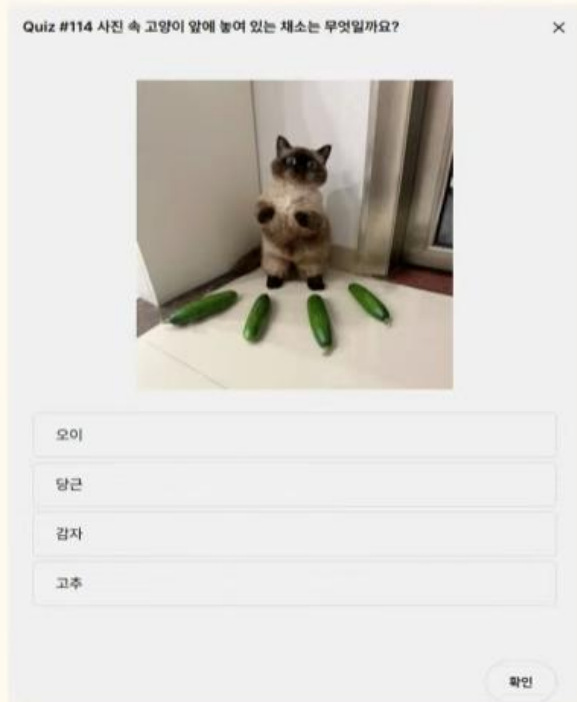 Quiz #114 사진 속 고양이 앞에 놓여 있는 채소는 무엇일까요?
×
오이
당근
감자
고추
확인